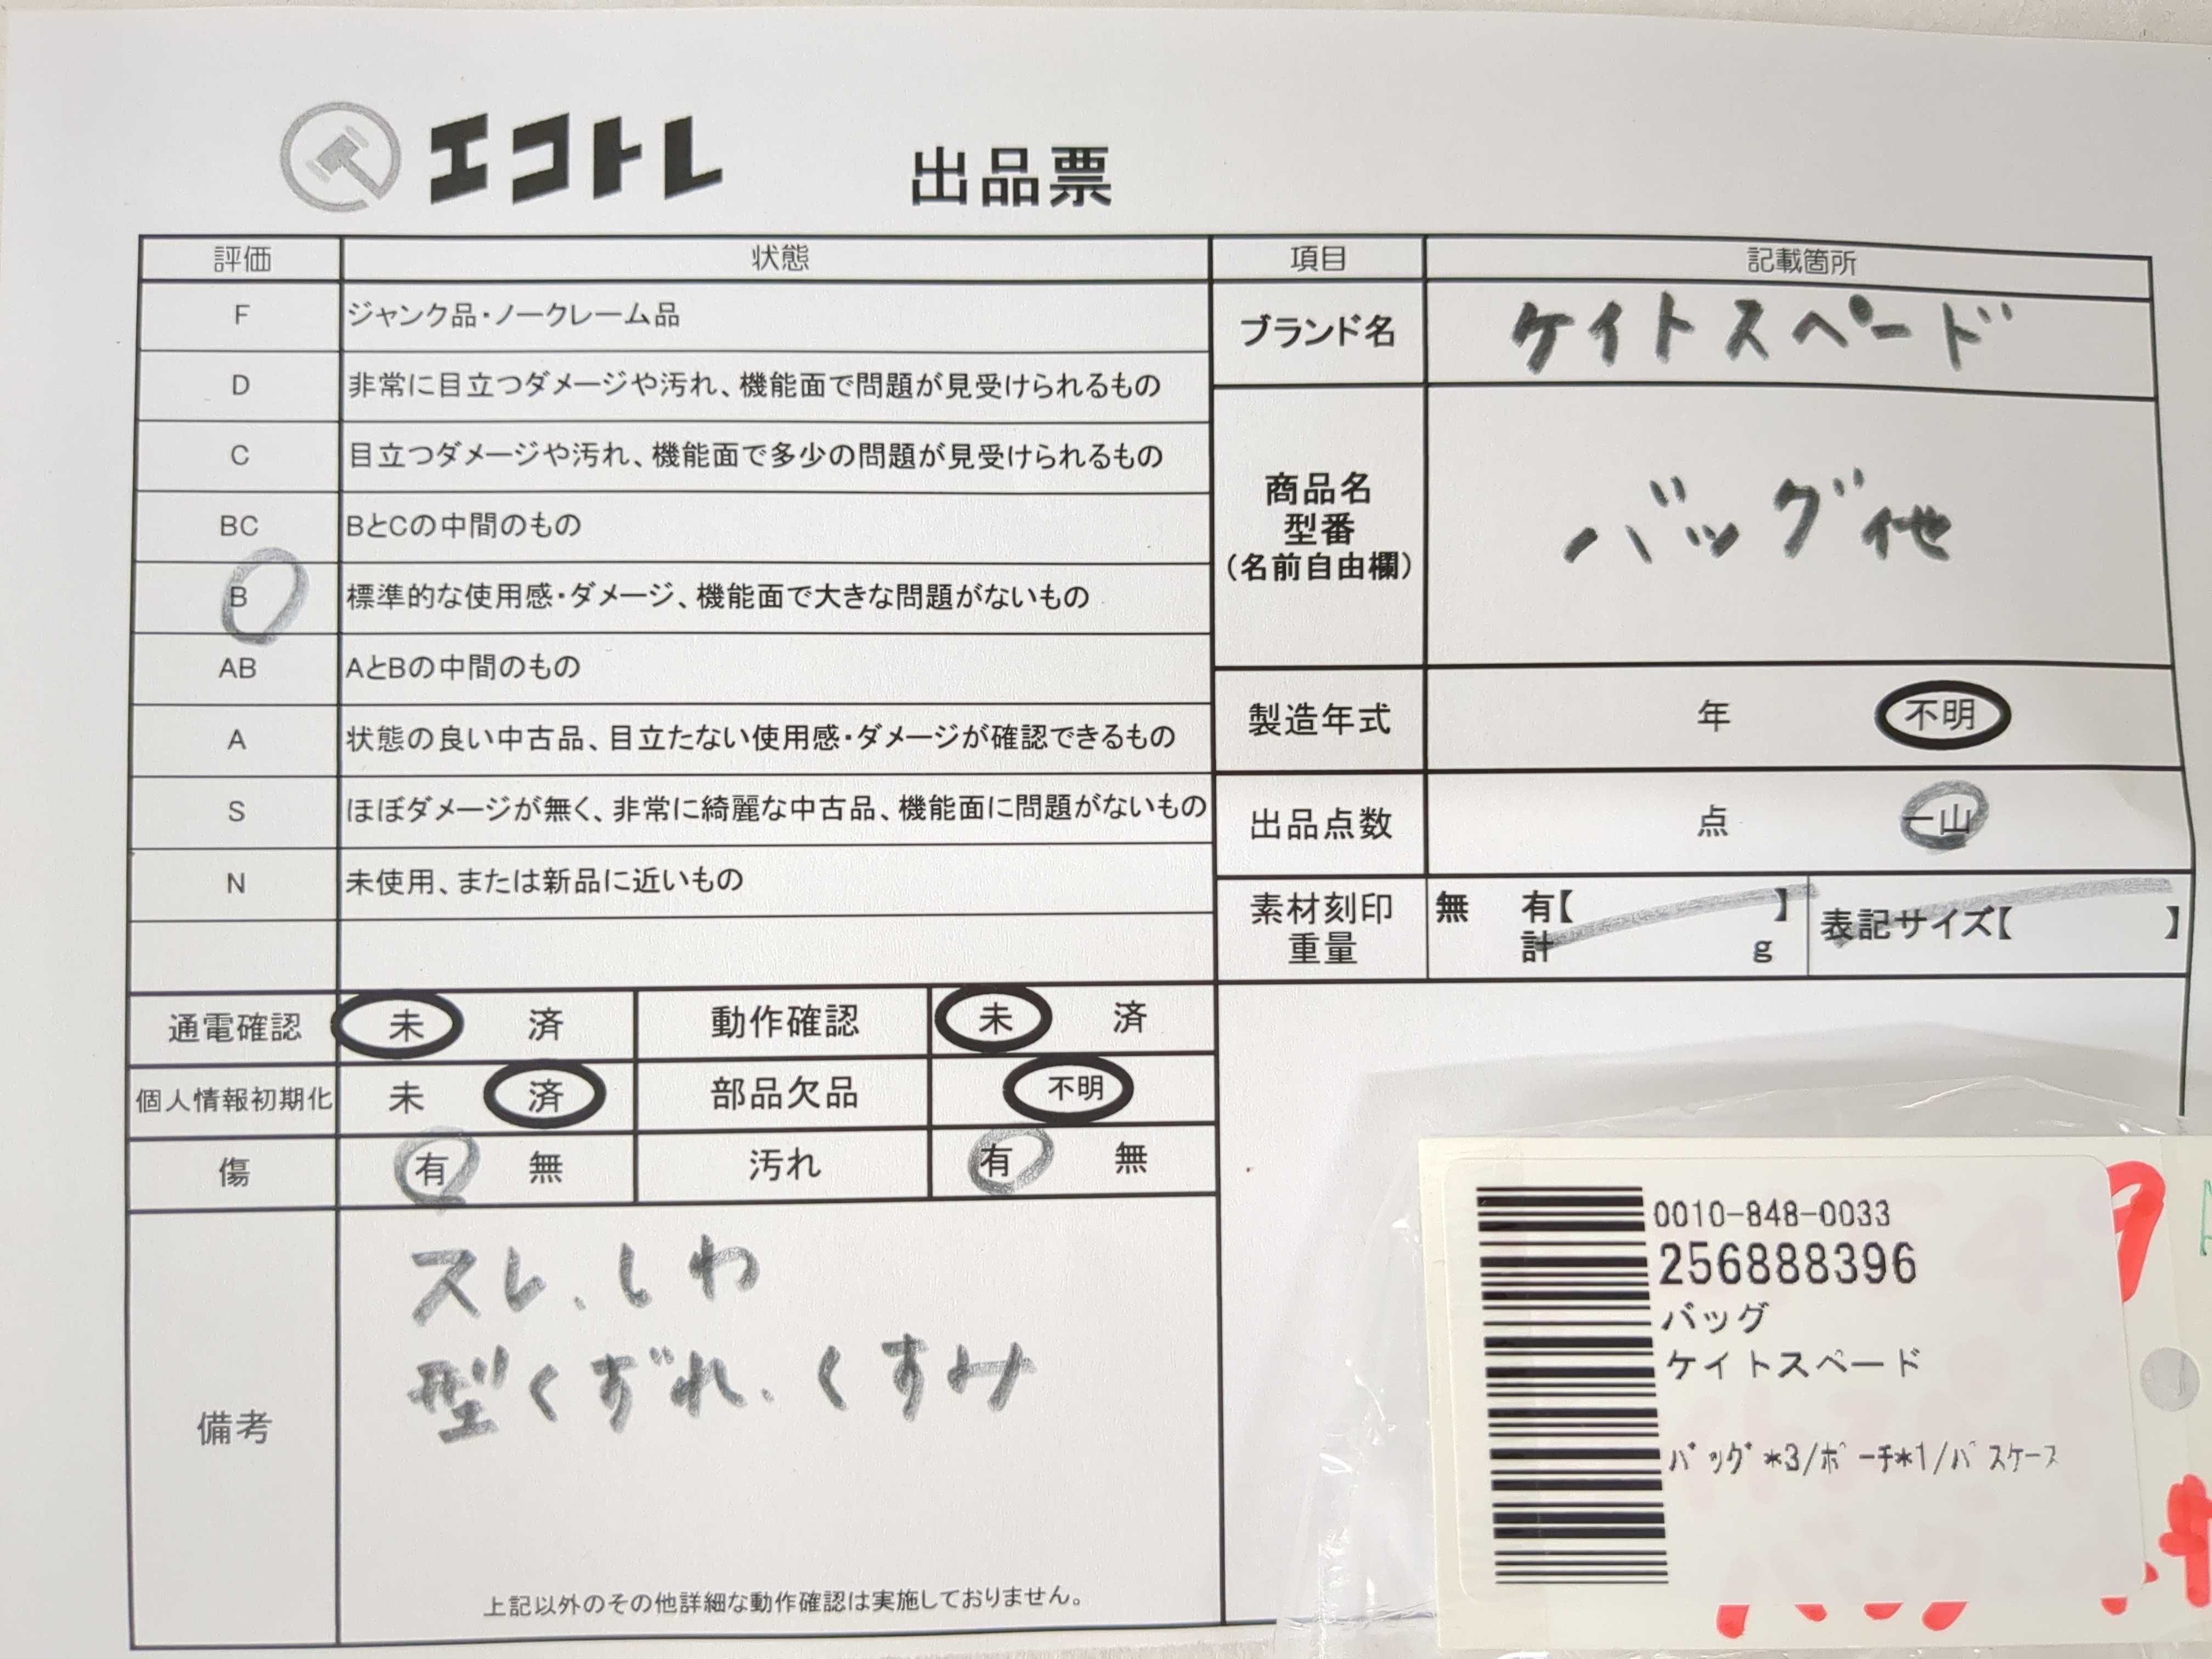 エコトレ 出品票
評価 状態 項目 記載箇所
F ジャンク品・ノークレーム品
D 非常に目立つダメージや汚れ、機能面で問題が見受けられるもの
C 目立つダメージや汚れ、機能面で多少の問題が見受けられるもの
BC BとCの中間のもの
B 標準的な使用感・ダメージ、機能面で大きな問題がないもの
AB AとBの中間のもの
A 状態の良い中古品、目立たない使用感・ダメージが確認できるもの
S ほぼダメージが無く、非常に綺麗な中古品、機能面に問題がないもの
N 未使用、または新品に近いもの
ブランド名 ケイトスペード
商品名
型番
(名前自由欄)
バッグ他
製造年式 年 不明
出品点数 点 一山
素材刻印
重量
無 有【 】
計 g
表記サイズ【 】
通電確認 未 済 動作確認 未 済
個人情報初期化 未 済 部品欠品 不明
傷 有 無 汚れ 有 無
備考
スレ、しわ
型くずれ、くすみ
上記以外のその他詳細な動作確認は実施しておりません。
0010-848-0033
256888396
バッグ
ケイトスペード
ﾊﾞｯｸﾞ*3/ﾎﾟｰﾁ*1/ﾊﾟｽｹｰｽ